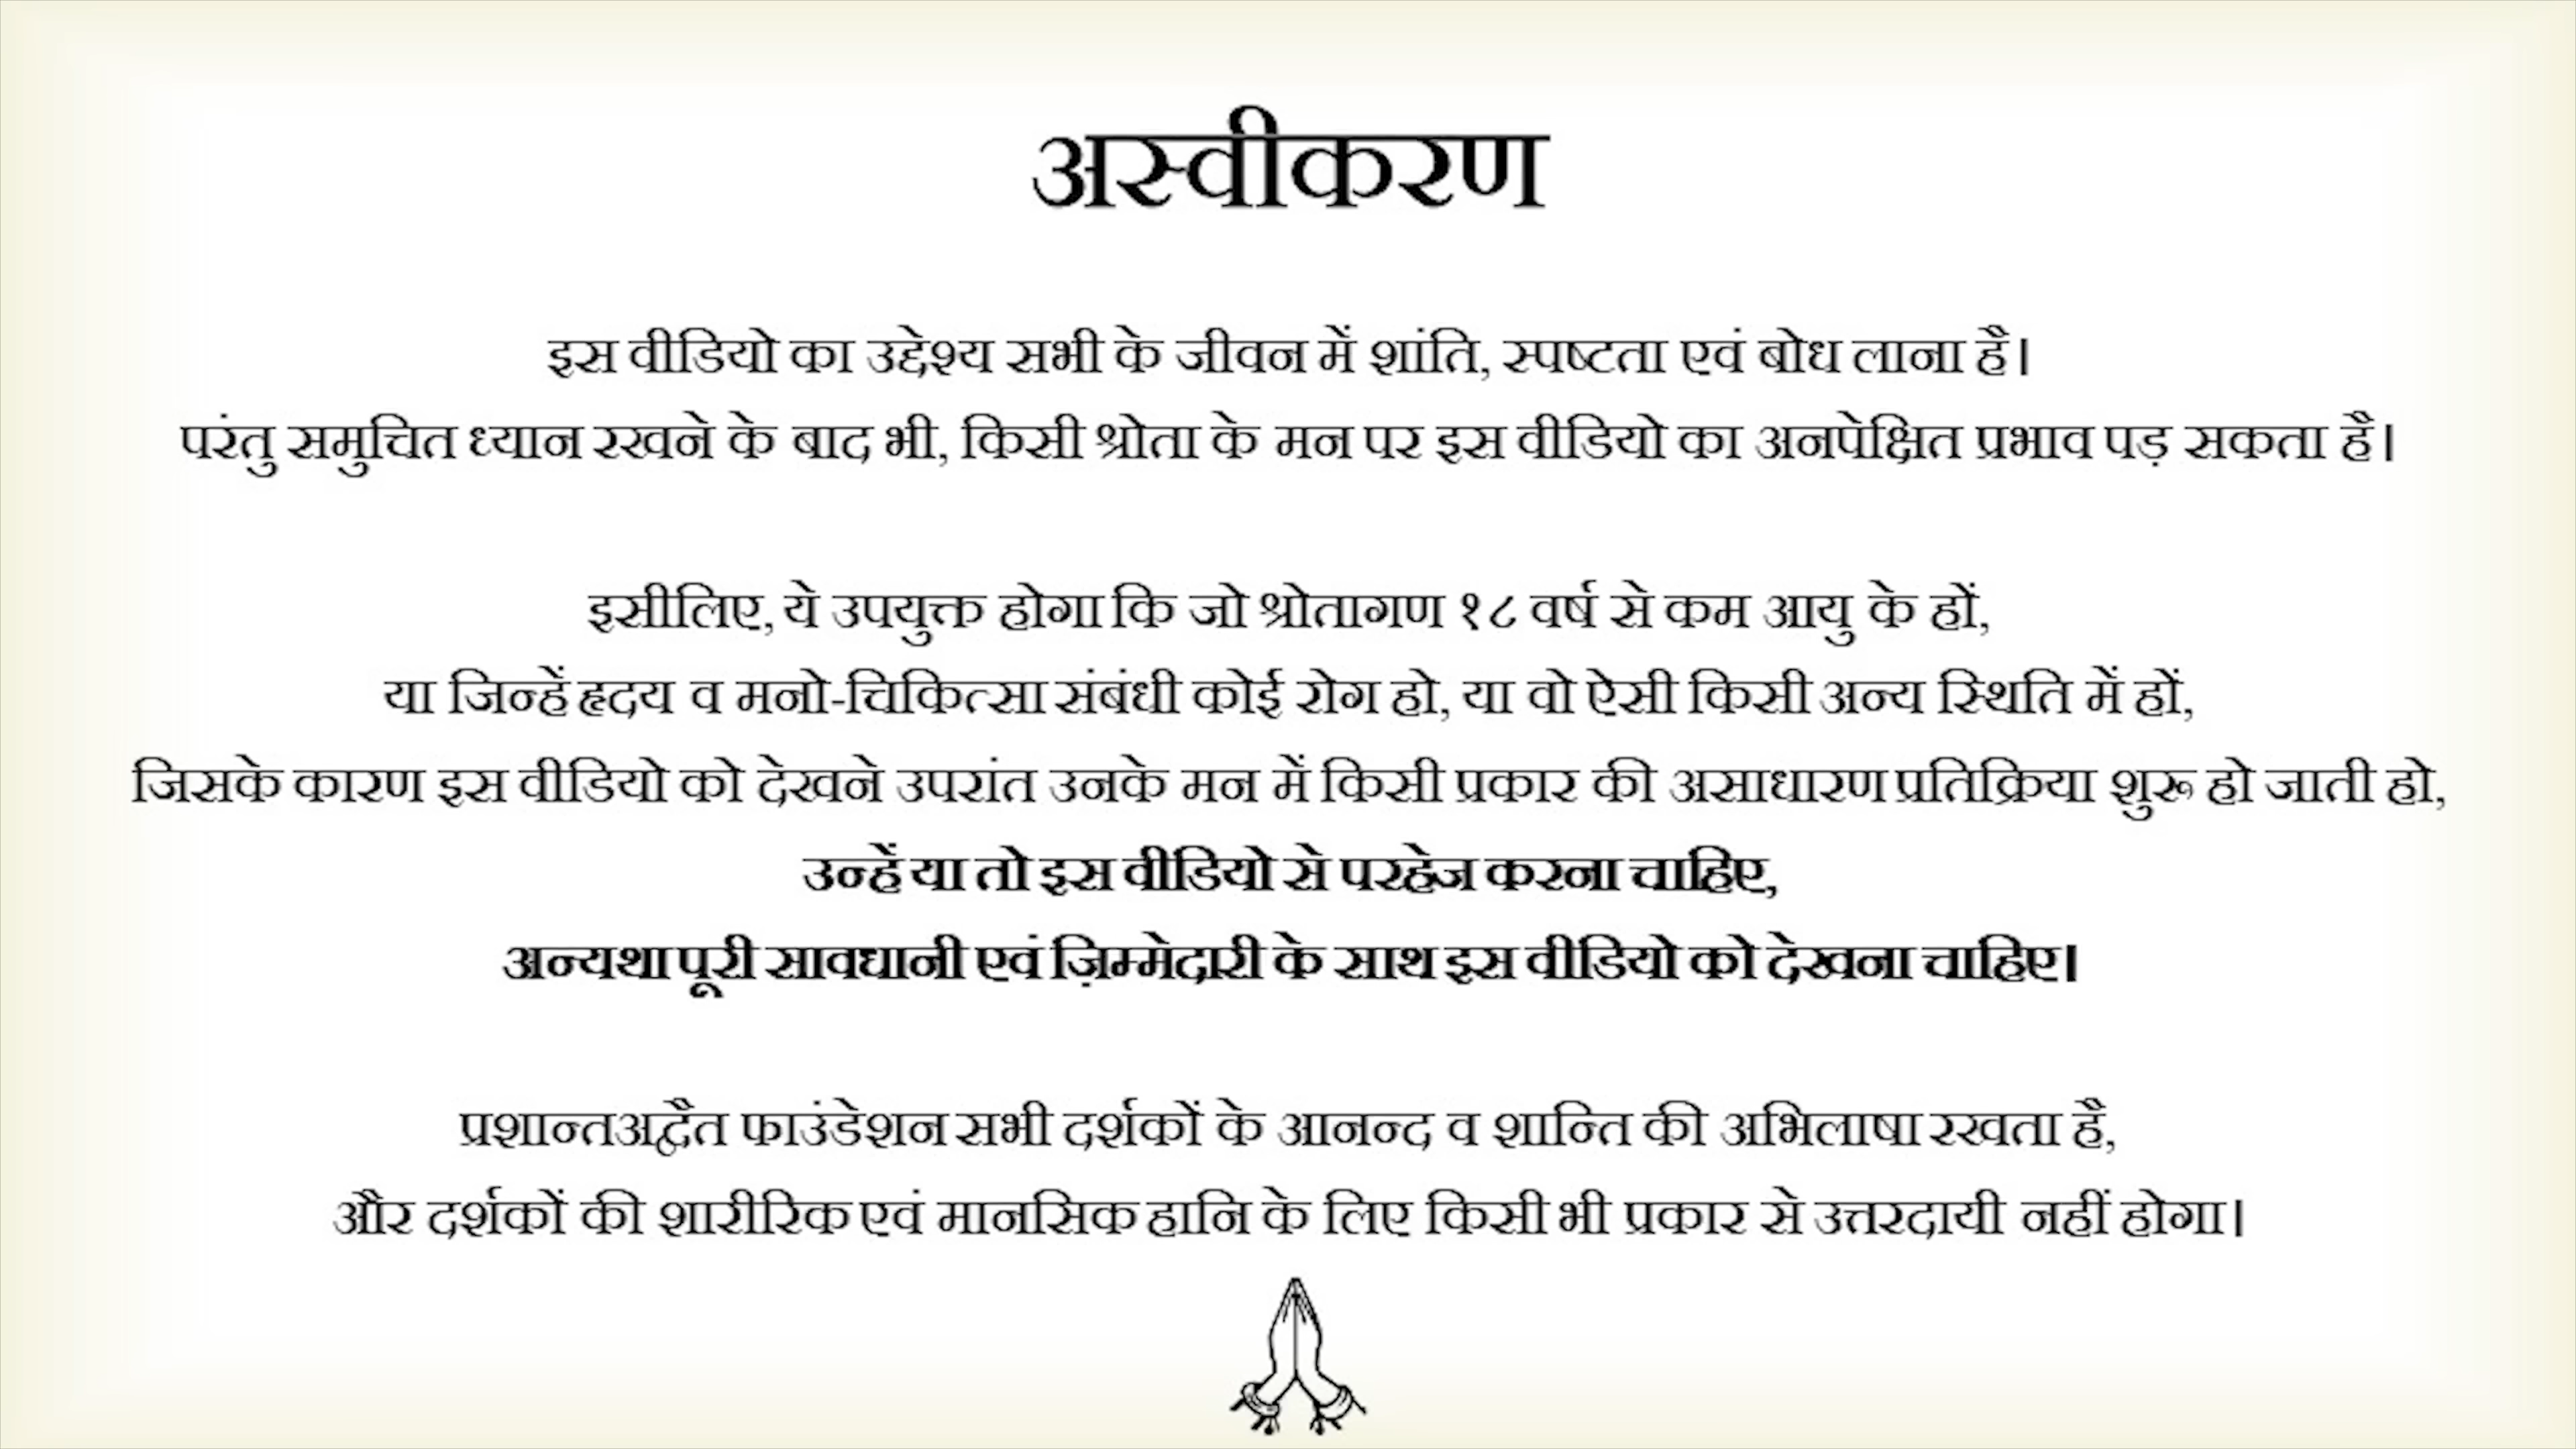 अस्वीकरण
इस वीडियो का उद्देश्य सभी के जीवन में शांति, स्पष्टता एवं बोध लाना है।
परंतु समुचित ध्यान रखने के बाद भी, किसी श्रोता के मन पर इस वीडियो का अनपेक्षित प्रभाव पड़ सकता है।
इसीलिए, ये उपयुक्त होगा कि जो श्रोतागण १८ वर्ष से कम आयु के हों,
या जिन्हें हृदय व मनो-चिकित्सा संबंधी कोई रोग हो, या वो ऐसी किसी अन्य स्थिति में हों,
जिसके कारण इस वीडियो को देखने उपरांत उनके मन में किसी प्रकार की असाधारण प्रतिक्रिया शुरू हो जाती हो,
उन्हें या तो इस वीडियो से परहेज करना चाहिए,
अन्यथा पूरी सावधानी एवं ज़िम्मेदारी के साथ इस वीडियो को देखना चाहिए।
प्रशान्तअद्वैत फाउंडेशन सभी दर्शकों के आनन्द व शान्ति की अभिलाषा रखता है,
और दर्शकों की शारीरिक एवं मानसिक हानि के लिए किसी भी प्रकार से उत्तरदायी नहीं होगा।